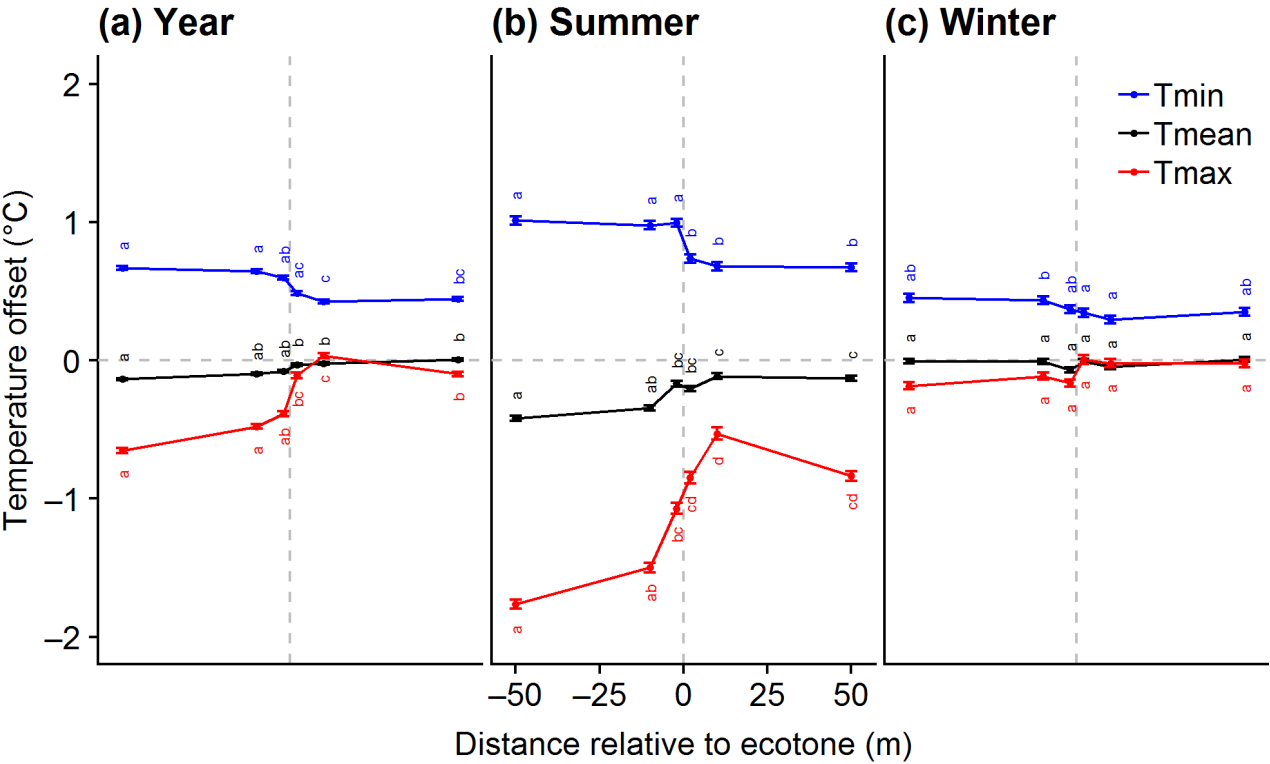 (a) Year
(b) Summer
(c) Winter
Temperature offset (°C)
2
1
0
–1
–2
a
a
ab
ac
c
bc
a
ab
ab
b
b
b
a
a
ab
bc
c
b
a
a
a
b
b
b
a
ab
bc
bc
c
c
a
ab
bc
cd
d
cd
Tmin
Tmean
Tmax
ab
b
ab
a
a
ab
a
a
a
a
a
a
a
a
a
a
a
a
–50
–25
0
25
50
Distance relative to ecotone (m)